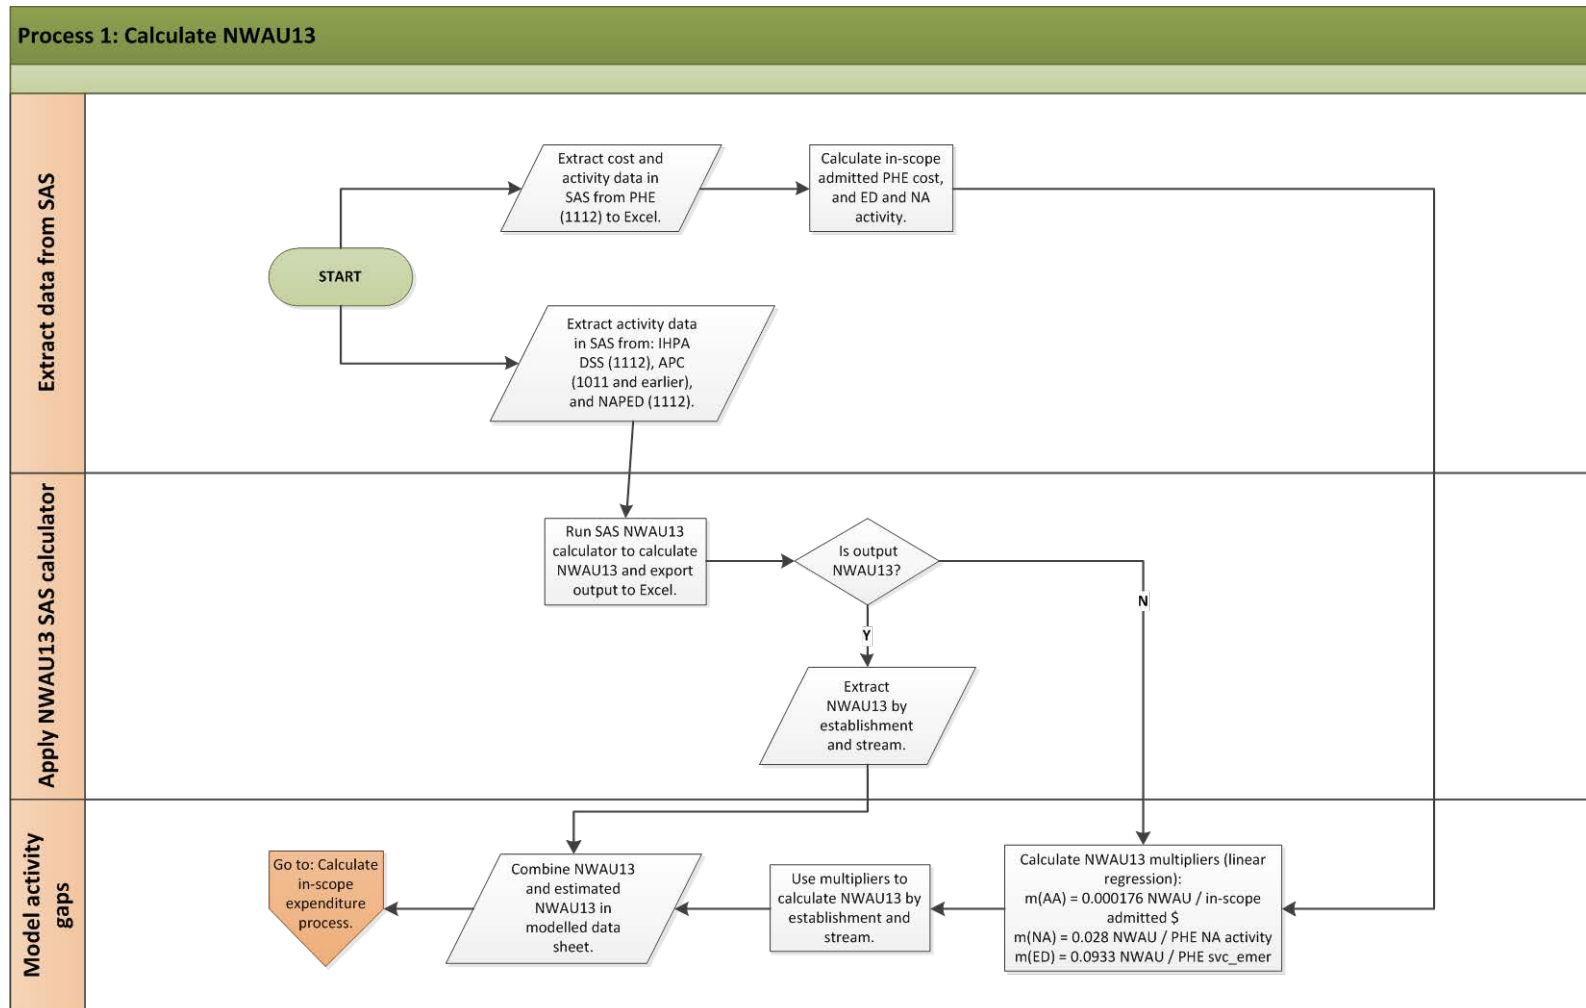 Process 1: Calculate NWAU13
Extract data from SAS
START
Extract cost and
activity data in
SAS from PHE
(1112) to Excel.
Calculate in-scope
admitted PHE cost,
and ED and NA
activity.
Extract activity data
in SAS from: IHPA
DSS (1112), APC
(1011 and earlier),
and NAPED (1112).
Apply NWAU13 SAS calculator
Run SAS NWAU13
calculator to calculate
NWAU13 and export
output to Excel.
Is output
NWAU13?
N
Y
Extract
NWAU13 by
establishment
and stream.
Model activity
gaps
Go to: Calculate
in-scope
expenditure
process.
Combine NWAU13
and estimated
NWAU13 in
modelled data
sheet.
Use multipliers to
calculate NWAU13 by
establishment and
stream.
Calculate NWAU13 multipliers (linear
regression):
m(AA) = 0.000176 NWAU / in-scope
admitted $
m(NA) = 0.028 NWAU / PHE NA activity
m(ED) = 0.0933 NWAU / PHE svc_emer